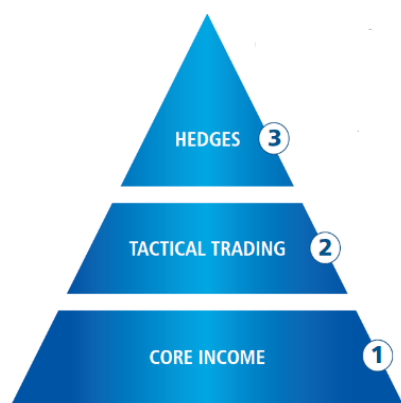 HEDGES 3
TACTICAL TRADING 2
CORE INCOME 1